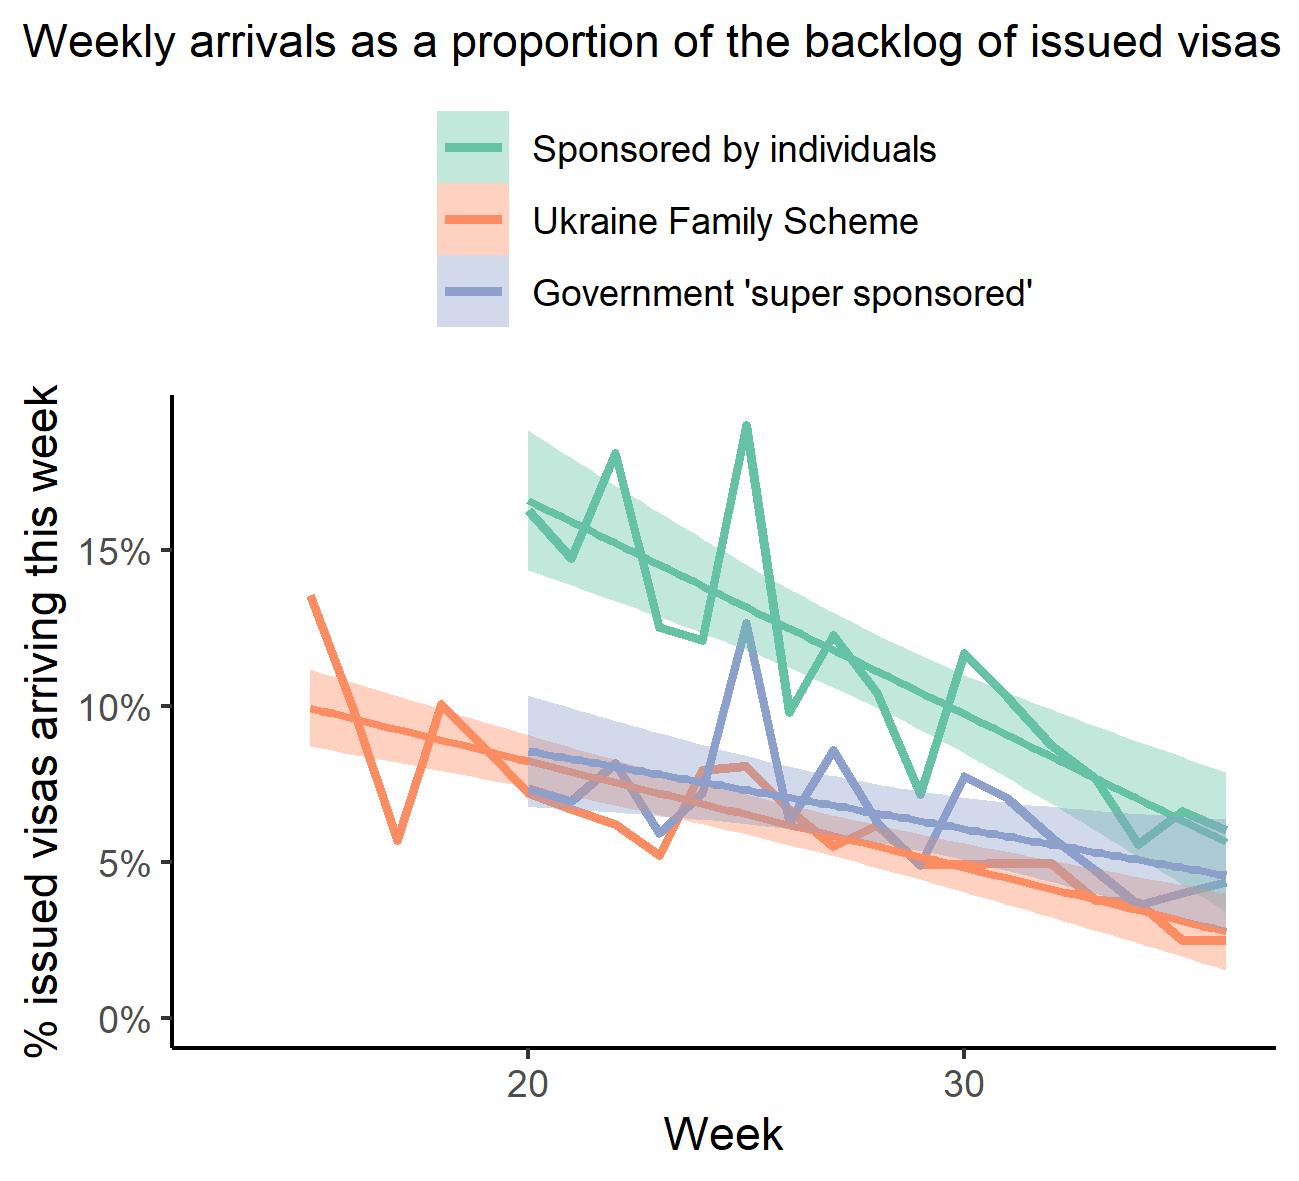 Weekly arrivals as a proportion of the backlog of issued visas
Sponsored by individuals
Ukraine Family Scheme
Government 'super sponsored'
% issued visas arriving this week
15%
10%
5%
0%
20
30
Week